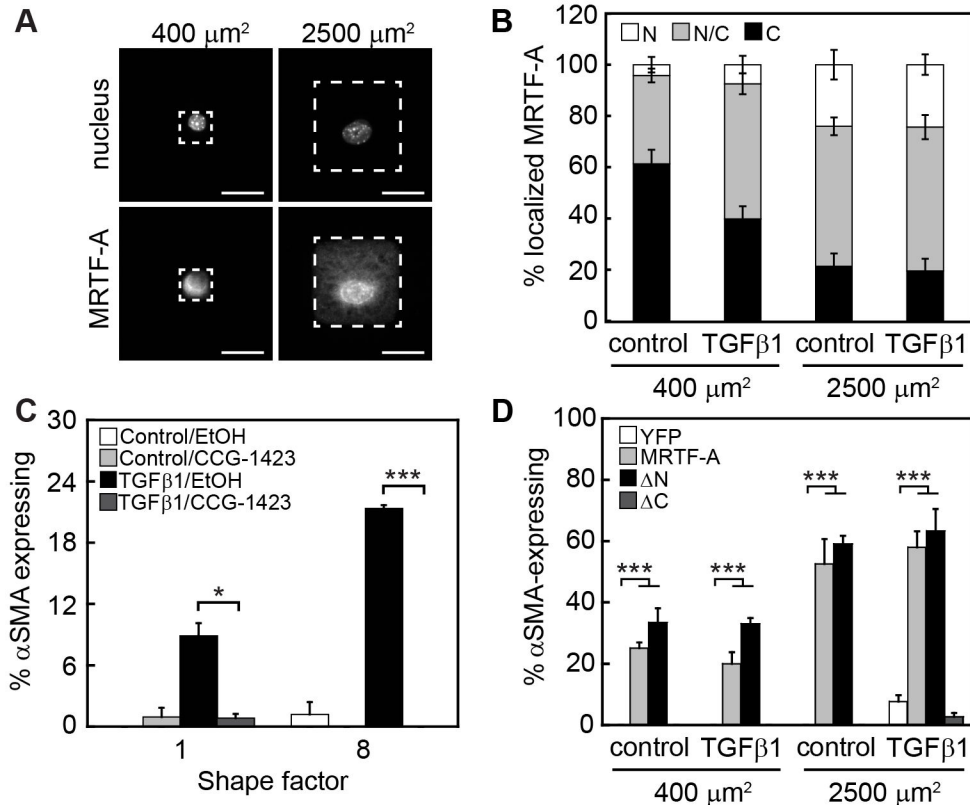 A
400 μm²
2500 μm²
nucleus
MRTF-A
B
120
100
80
60
40
20
0
% localized MRTF-A
N
N/C
C
control
TGFβ1
control
TGFβ1
400 μm²
2500 μm²
C
30
24
18
12
6
0
% αSMA expressing
Control/EtOH
Control/CCG-1423
TGFβ1/EtOH
TGFβ1/CCG-1423
*
***
1
8
Shape factor
D
100
80
60
40
20
0
% αSMA-expressing
YFP
MRTF-A
ΔN
ΔC
***
***
***
***
control
TGFβ1
control
TGFβ1
400 μm²
2500 μm²